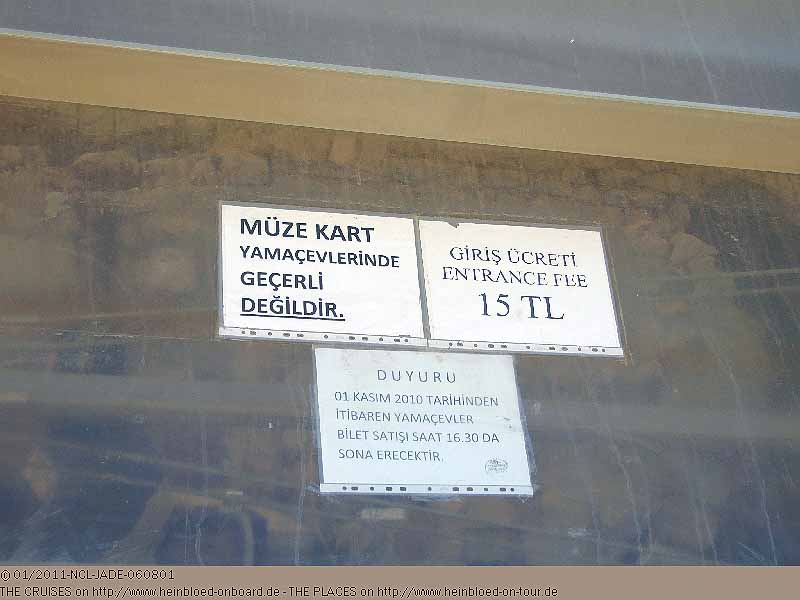 MÜZE KART
YAMAÇEVLERİNDE
GEÇERLİ
DEĞİLDİR.
GİRİŞ ÜCRETİ
ENTRANCE FEE
15 TL
DUYURU
01 KASIM 2010 TARİHİNDEN
İTİBAREN YAMAÇEVLER
BİLET SATIŞI SAAT 16.30 DA
SONA ERECEKTİR.
© 01/2011-NCL-JADE-060801
THE CRUISES on http://www.heinbloed-onboard.de - THE PLACES on http://www.heinbloed-on-tour.de